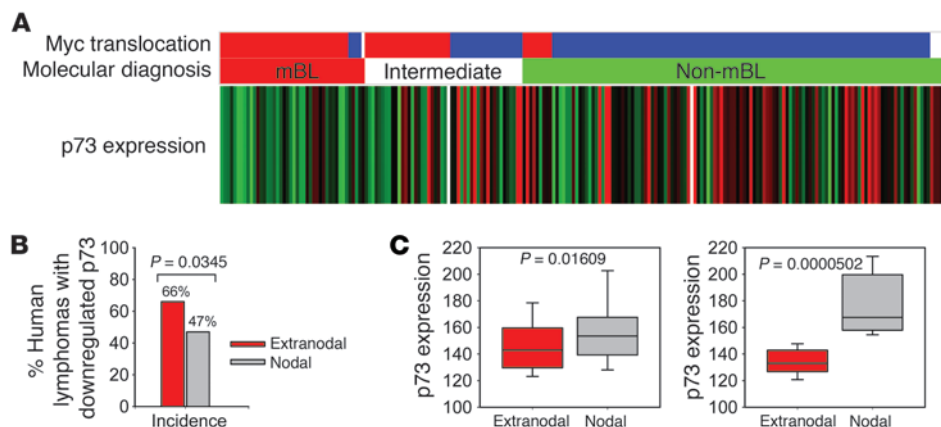 A
Myc translocation
Molecular diagnosis
mBL Intermediate Non-mBL
p73 expression
B
% Human
lymphomas with
downregulated p73
100
80
60
40
20
0
P = 0.0345
66%
47%
Incidence
Extranodal
Nodal
C
p73 expression
220
200
180
160
140
120
100
P = 0.01609
Extranodal Nodal
p73 expression
220
200
180
160
140
120
100
P = 0.0000502
Extranodal Nodal